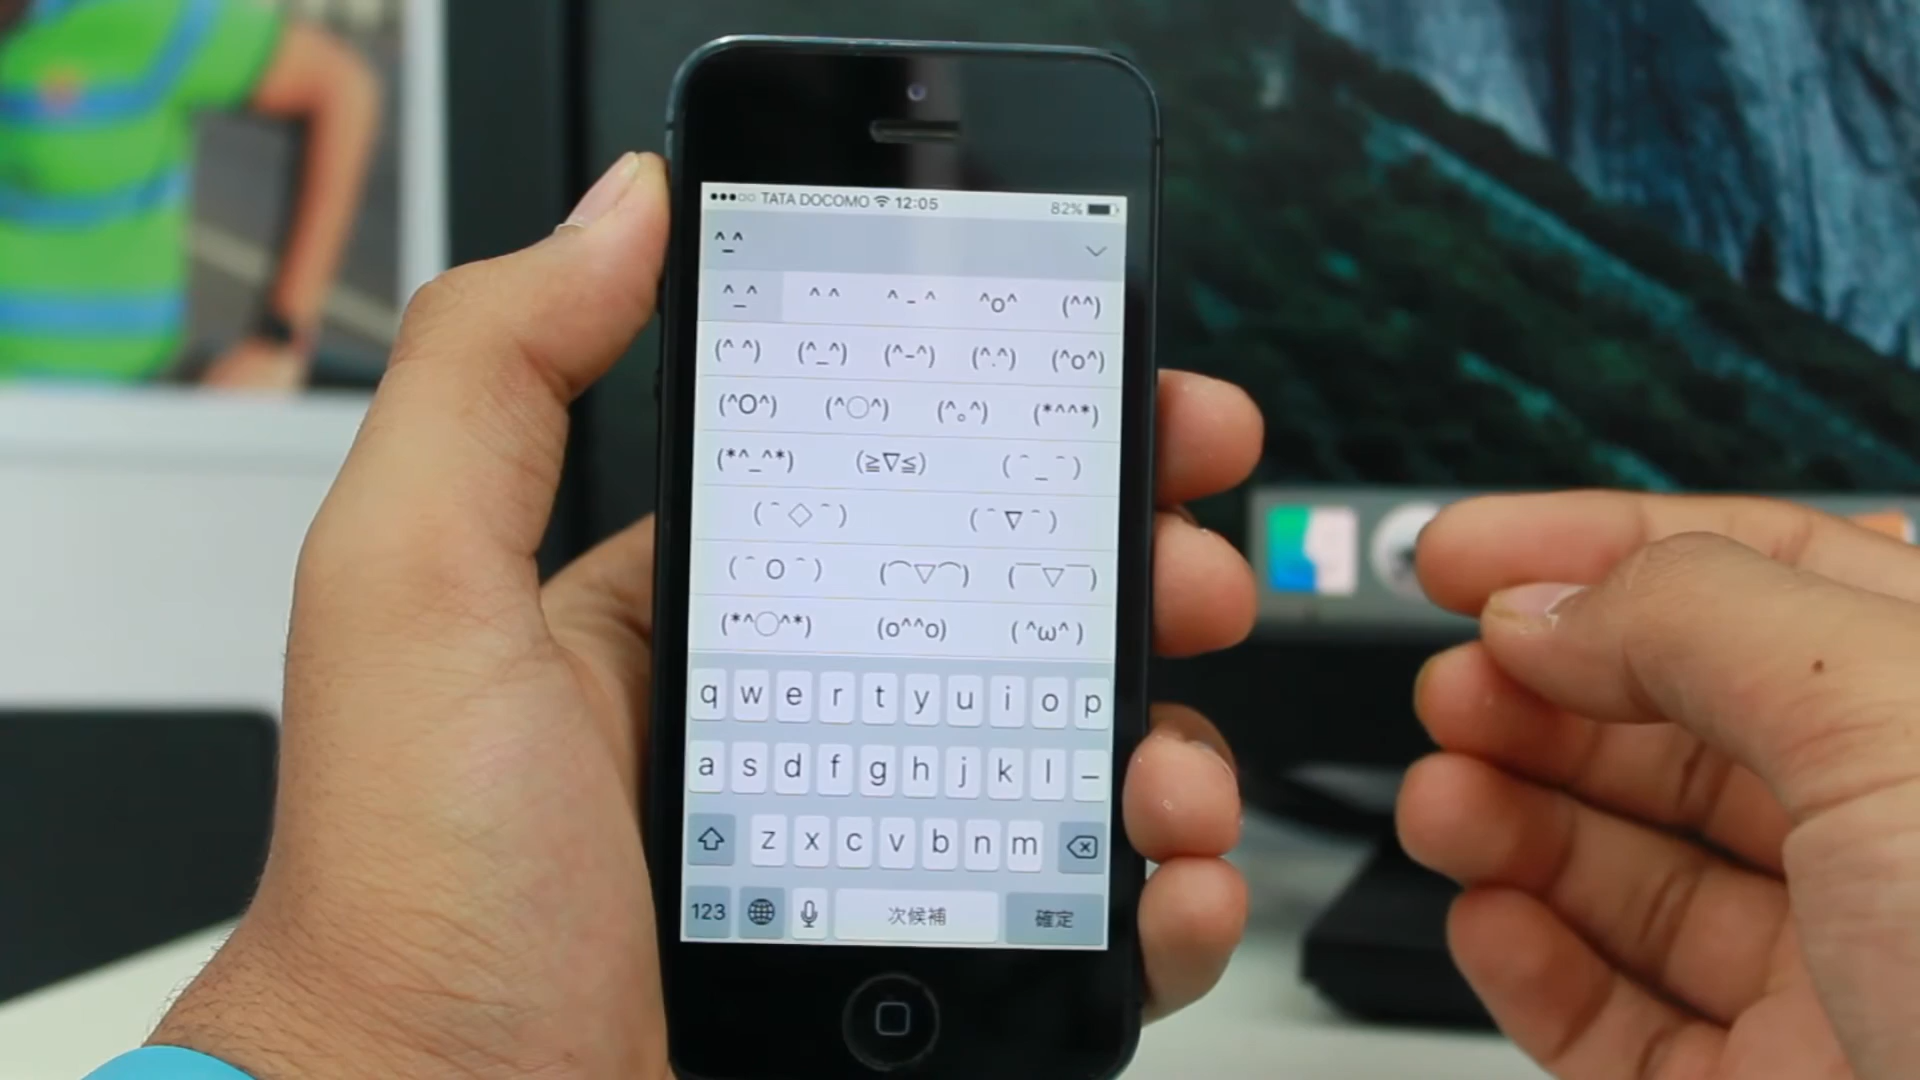 TATA DOCOMO 12:05 82%
^_^
^_^ ^ ^ ^ - ^ ^o^ (^^)
(^ ^) (^_^) (^-^) (^.^) (^o^)
(^O^) (^◯^) (^｡^) (*^^*)
(*^_^*) (≧∇≦) (＾_＾)
(＾◇＾) (＾∇＾)
(＾O＾) (⌒▽⌒) (￣▽￣)
(*^◯^*) (o^^o) ( ^ω^ )
q w e r t y u i o p
a s d f g h j k l –
z x c v b n m
123 次候補 確定